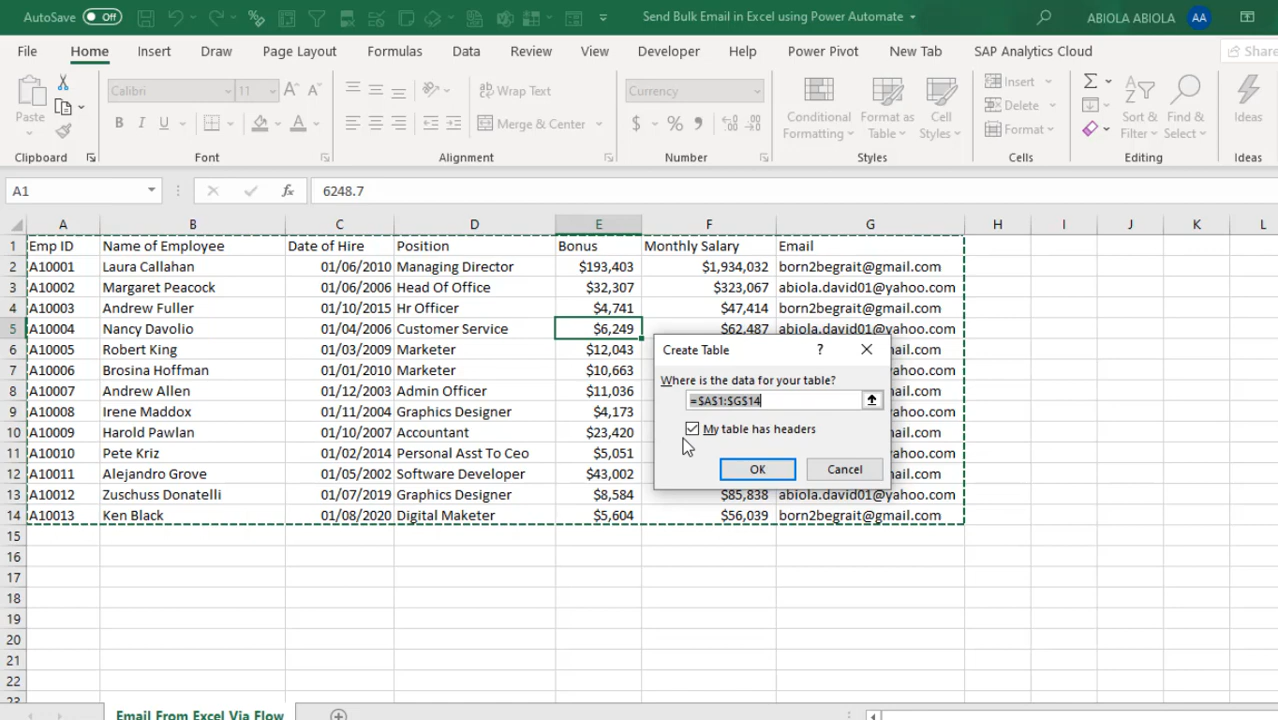 AutoSave Off Send Bulk Email in Excel using Power Automate ABIOLA ABIOLA AA
File Home Insert Draw Page Layout Formulas Data Review View Developer Help Power Pivot New Tab SAP Analytics Cloud Share
Paste Calibri 11 Wrap Text Currency Conditional Format as Cell Insert Sort & Find & Ideas
B I U Merge & Center $ % Formatting Table Styles Delete Filter Select
Format
Clipboard Font Alignment Number Styles Cells Editing Ideas
A1 fx 6248.7
A B C D E F G H I J K L
1 Emp ID Name of Employee Date of Hire Position Bonus Monthly Salary Email
2 A10001 Laura Callahan 01/06/2010 Managing Director $193,403 $1,934,032 born2begrait@gmail.com
3 A10002 Margaret Peacock 01/06/2006 Head Of Office $32,307 $323,067 abiola.david01@yahoo.com
4 A10003 Andrew Fuller 01/10/2015 Hr Officer $4,741 $47,414 born2begrait@gmail.com
5 A10004 Nancy Davolio 01/04/2006 Customer Service $6,249 $62,487 abiola.david01@yahoo.com
6 A10005 Robert King 01/03/2009 Marketer $12,043 mail.com
7 A10006 Brosina Hoffman 01/01/2010 Marketer $10,663 @yahoo.com
8 A10007 Andrew Allen 01/12/2003 Admin Officer $11,036 mail.com
9 A10008 Irene Maddox 01/11/2004 Graphics Designer $4,173 @yahoo.com
10 A10009 Harold Pawlan 01/10/2007 Accountant $23,420 mail.com
11 A10010 Pete Kriz 01/02/2014 Personal Asst To Ceo $5,051 @yahoo.com
12 A10011 Alejandro Grove 01/05/2002 Software Developer $43,002 mail.com
13 A10012 Zuschuss Donatelli 01/07/2019 Graphics Designer $8,584 $85,838 abiola.david01@yahoo.com
14 A10013 Ken Black 01/08/2020 Digital Maketer $5,604 $56,039 born2begrait@gmail.com
15
16
17
18
19
20
21
22
23
Create Table ?
Where is the data for your table?
=$A$1:$G$14
My table has headers
OK Cancel
Email From Excel Via Flow